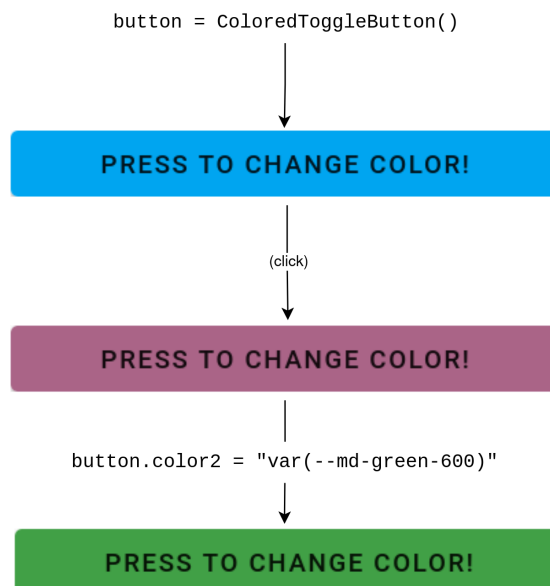 button = ColoredToggleButton()
PRESS TO CHANGE COLOR!
(click)
PRESS TO CHANGE COLOR!
button.color2 = "var(--md-green-600)"
PRESS TO CHANGE COLOR!